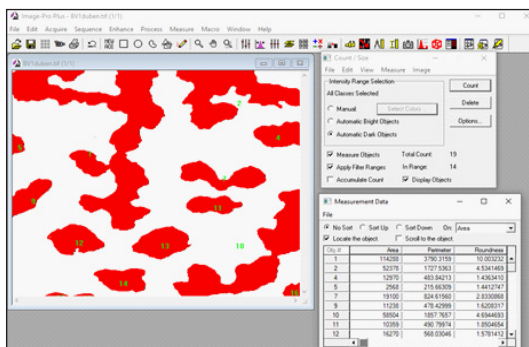 Image-Pro Plus - BV1duben.tif (1/1)
File Edit Acquire Sequence Enhance Process Measure Macro Window Help
BV1duben.tif (1/1)
2
4
5
11
9
12
13
10
14
Count / Size
File Edit View Measure Image
Intensity Range Selection
All Classes Selected
Manual Select Colors...
Automatic Bright Objects
Automatic Dark Objects
Count
Delete
Options...
Measure Objects Total Count: 19
Apply Filter Ranges In Range: 14
Accumulate Count Display Objects
Measurement Data
File
No Sort Sort Up Sort Down On: Area
Locate the object. Scroll to the object.
Obj.# Area Perimeter Roundness
1 114288 3790.3159 10.003232
2 52378 1727.5363 4.5341469
4 12970 483.84213 1.4363410
5 2568 215.66309 1.4412747
7 19100 824.61560 2.8330868
9 11238 478.42999 1.6208317
10 58504 1857.7657 4.6944693
11 10359 490.79974 1.8504654
12 16270 568.03046 1.5781412